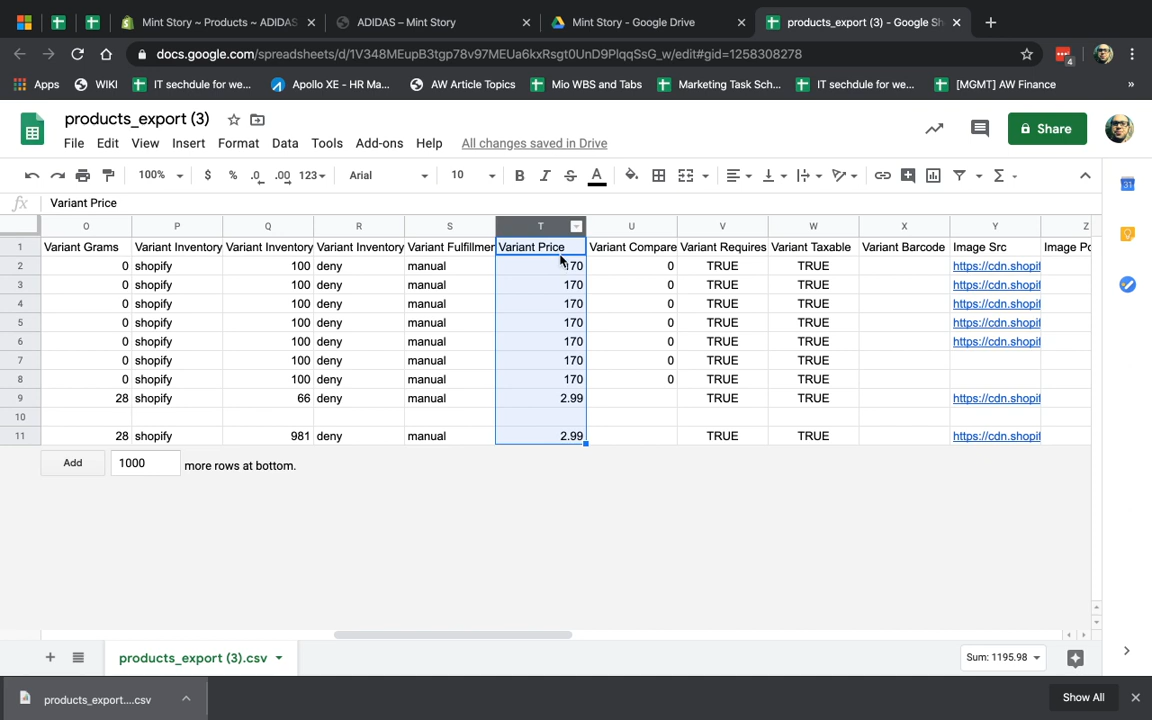 Mint Story ~ Products ~ ADIDAS
ADIDAS – Mint Story
Mint Story - Google Drive
products_export (3) - Google Sh
docs.google.com/spreadsheets/d/1V348MEupB3tgp78v97MEUa6kxRsgt0UnD9PlqqSsG_w/edit#gid=1258308278
4
Apps WIKI IT sechdule for we... Apollo XE - HR Ma... AW Article Topics Mio WBS and Tabs Marketing Task Sch... IT sechdule for we... [MGMT] AW Finance »
products_export (3)
File Edit View Insert Format Data Tools Add-ons Help All changes saved in Drive
Share
100% $ % .0 .00 123 Arial 10 B I S A Σ
31
fx Variant Price
O P Q R S T U V W X Y Z
1 Variant Grams Variant Inventory Variant Inventory Variant Inventory Variant Fulfillmer Variant Price Variant Compare Variant Requires Variant Taxable Variant Barcode Image Src Image Po
2 0 shopify 100 deny manual 170 0 TRUE TRUE https://cdn.shopif
3 0 shopify 100 deny manual 170 0 TRUE TRUE https://cdn.shopif
4 0 shopify 100 deny manual 170 0 TRUE TRUE https://cdn.shopif
5 0 shopify 100 deny manual 170 0 TRUE TRUE https://cdn.shopif
6 0 shopify 100 deny manual 170 0 TRUE TRUE https://cdn.shopif
7 0 shopify 100 deny manual 170 0 TRUE TRUE
8 0 shopify 100 deny manual 170 0 TRUE TRUE
9 28 shopify 66 deny manual 2.99 TRUE TRUE https://cdn.shopif
10
11 28 shopify 981 deny manual 2.99 TRUE TRUE https://cdn.shopif
Add 1000 more rows at bottom.
products_export (3).csv
Sum: 1195.98
products_export....csv
Show All